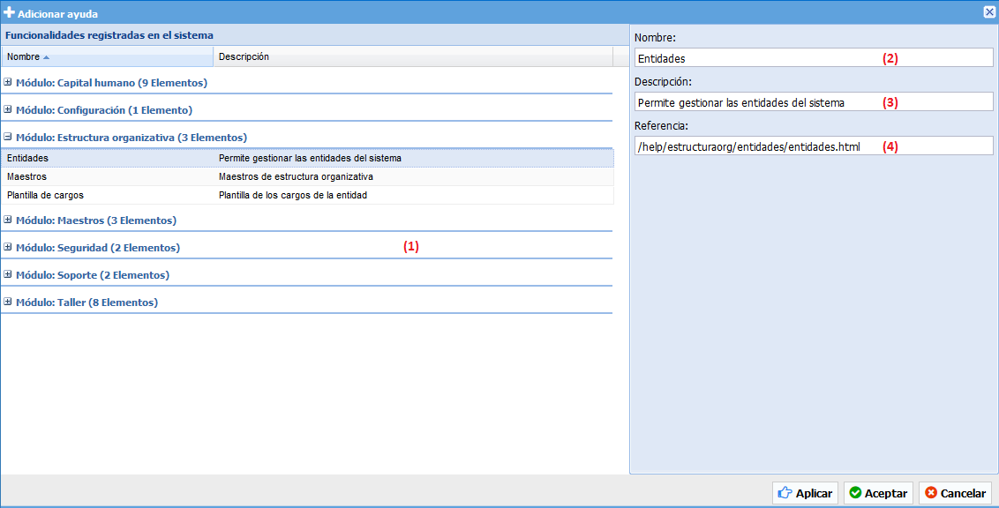 Adicionar ayuda
Funcionalidades registradas en el sistema
Nombre Descripción
Módulo: Capital humano (9 Elementos)
Módulo: Configuración (1 Elemento)
Módulo: Estructura organizativa (3 Elementos)
Entidades Permite gestionar las entidades del sistema
Maestros Maestros de estructura organizativa
Plantilla de cargos Plantilla de los cargos de la entidad
Módulo: Maestros (3 Elementos)
Módulo: Seguridad (2 Elementos) (1)
Módulo: Soporte (2 Elementos)
Módulo: Taller (8 Elementos)
Nombre:
Entidades (2)
Descripción:
Permite gestionar las entidades del sistema (3)
Referencia:
/help/estructuraorg/entidades/entidades.html (4)
Aplicar Aceptar Cancelar